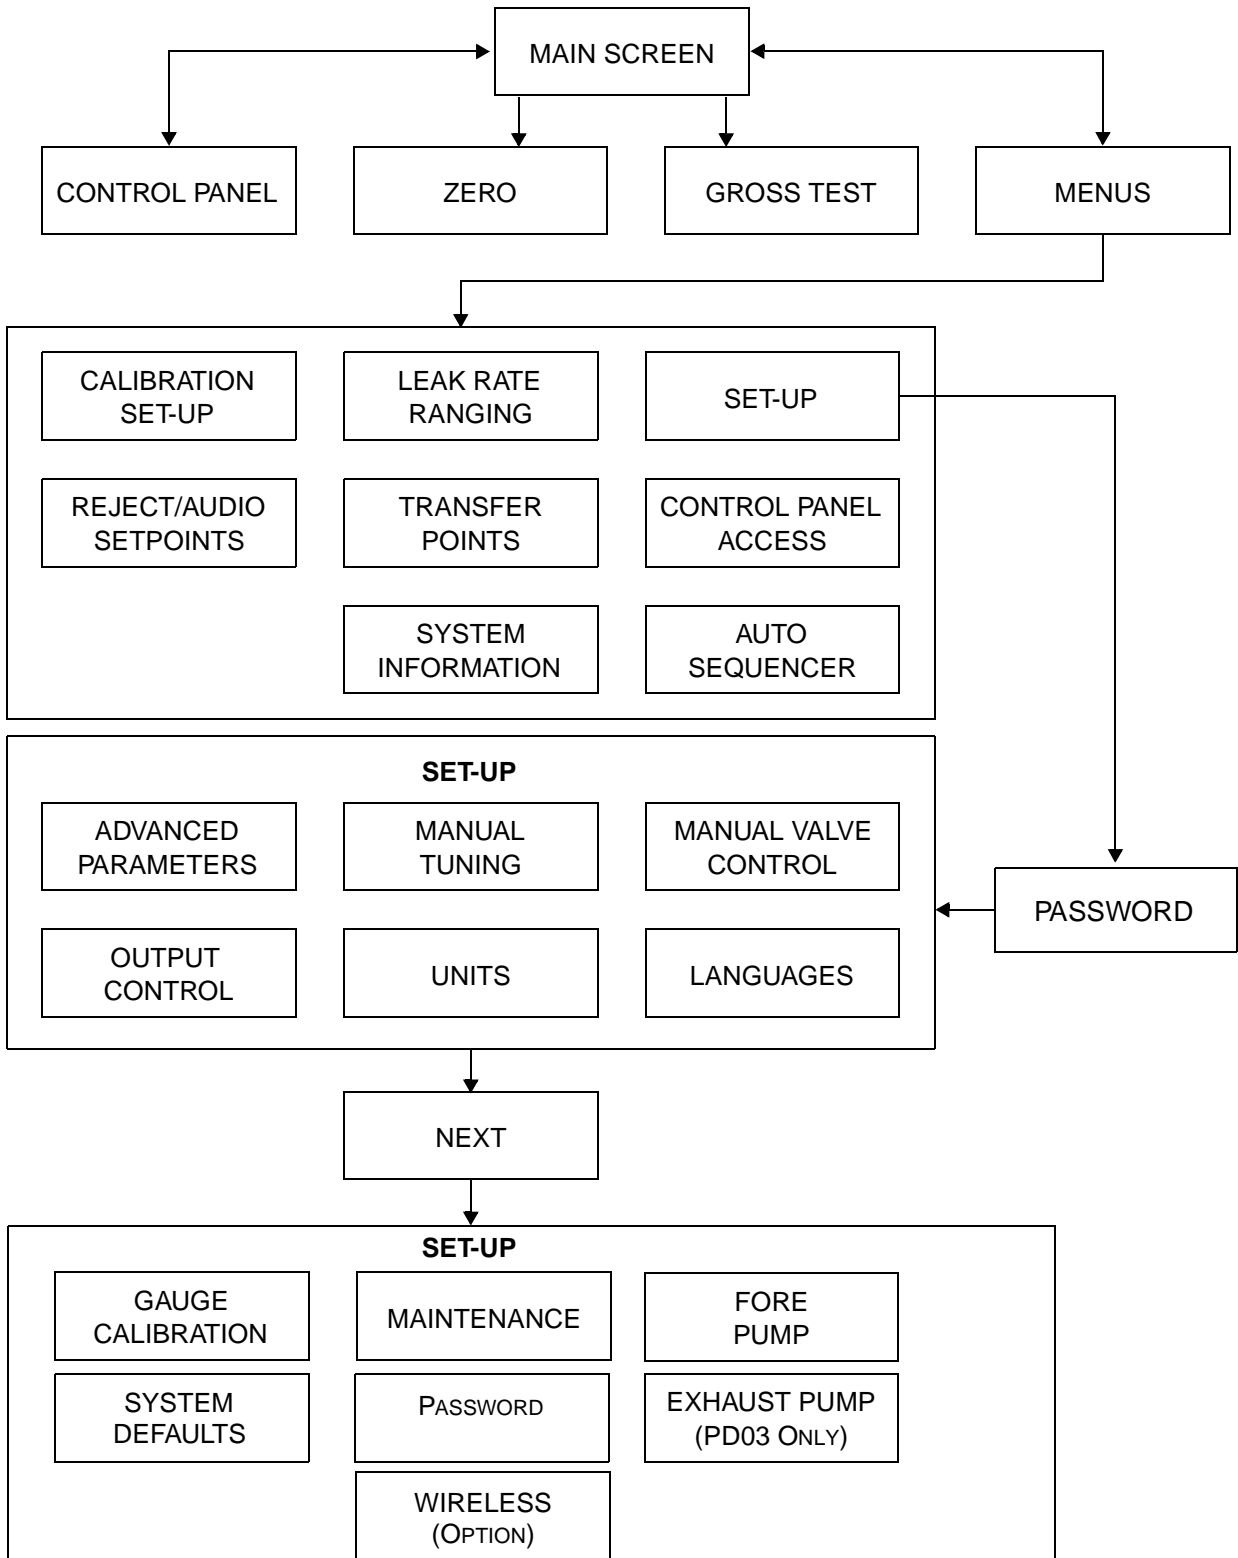 MAIN SCREEN
CONTROL PANEL
ZERO
GROSS TEST
MENUS
CALIBRATION
SET-UP
LEAK RATE
RANGING
SET-UP
REJECT/AUDIO
SETPOINTS
TRANSFER
POINTS
CONTROL PANEL
ACCESS
SYSTEM
INFORMATION
AUTO
SEQUENCER
SET-UP
ADVANCED
PARAMETERS
MANUAL
TUNING
MANUAL VALVE
CONTROL
PASSWORD
OUTPUT
CONTROL
UNITS
LANGUAGES
NEXT
SET-UP
GAUGE
CALIBRATION
MAINTENANCE
FORE
PUMP
SYSTEM
DEFAULTS
PASSWORD
EXHAUST PUMP
(PD03 ONLY)
WIRELESS
(OPTION)